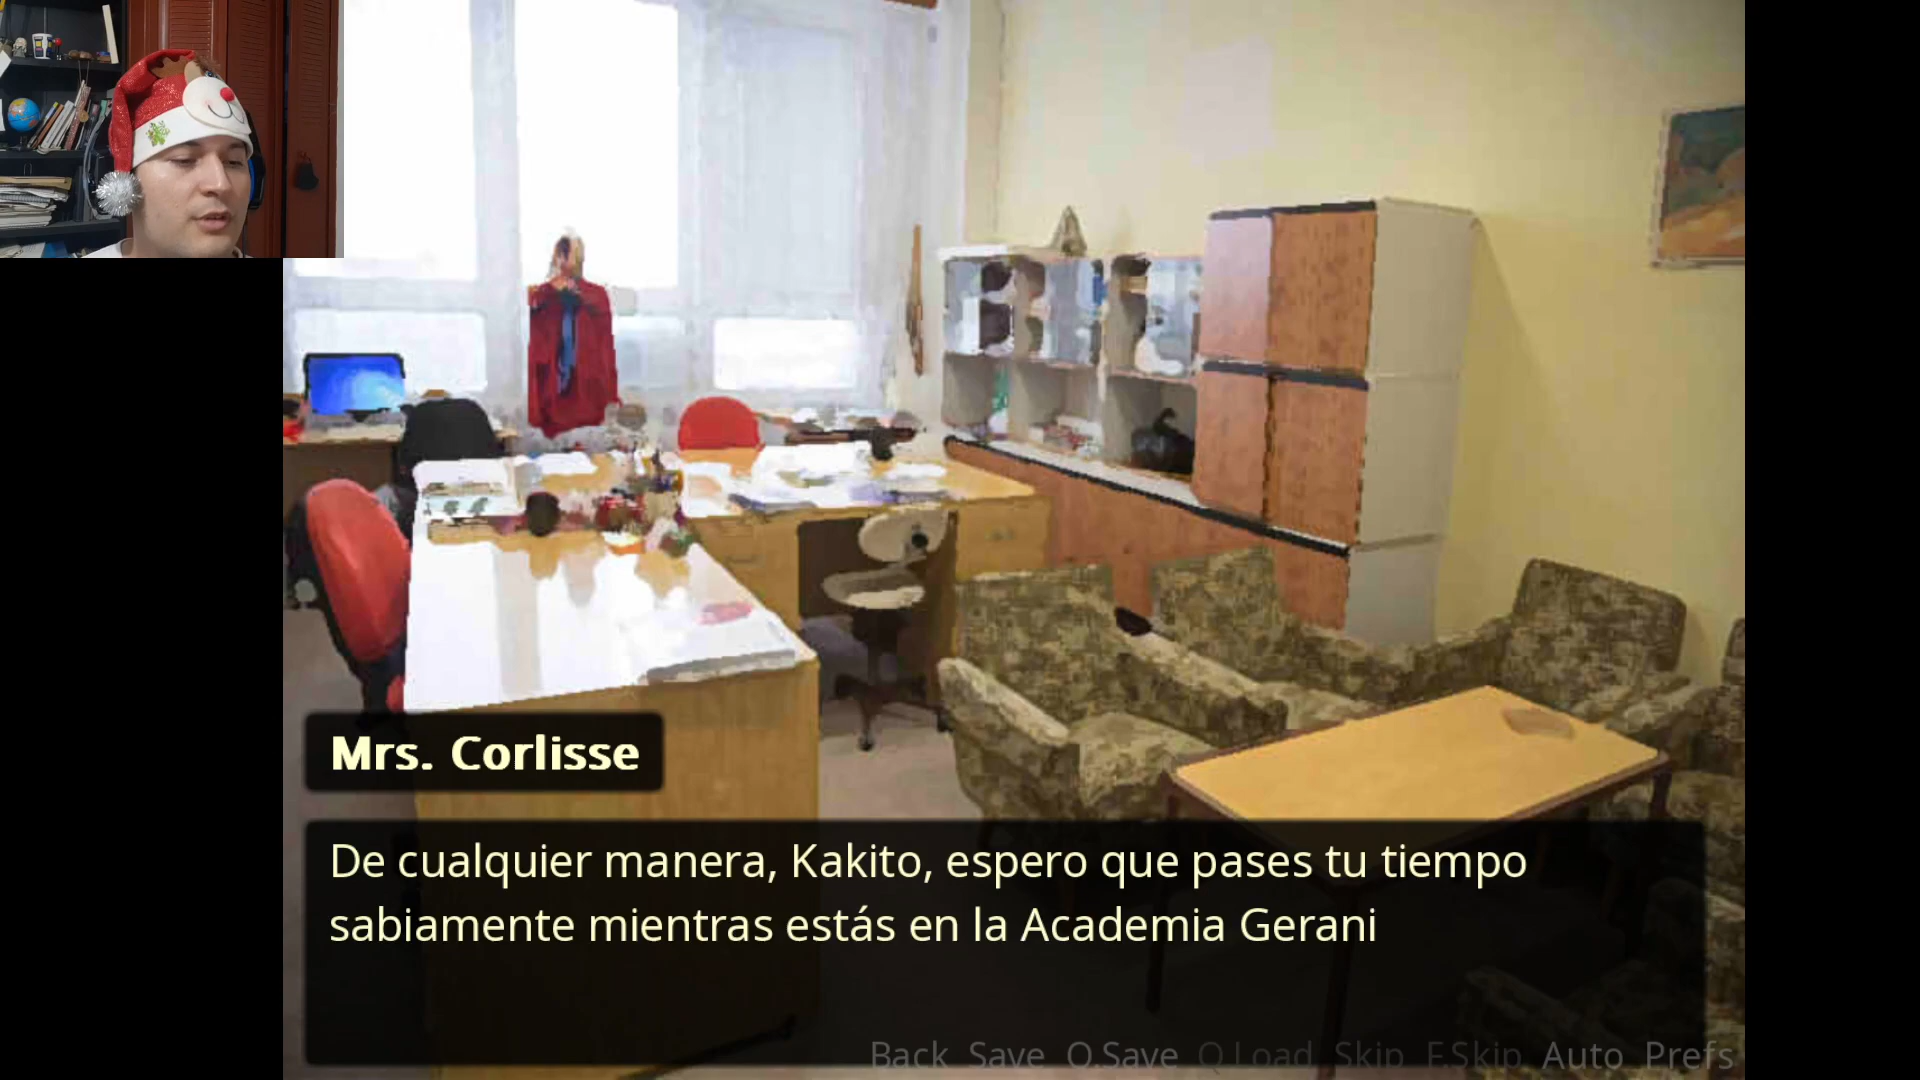 Mrs. Corlisse
De cualquier manera, Kakito, espero que pases tu tiempo
sabiamente mientras estás en la Academia Gerani
Back Save Q.Save Q.Load Skip F.Skip Auto Prefs